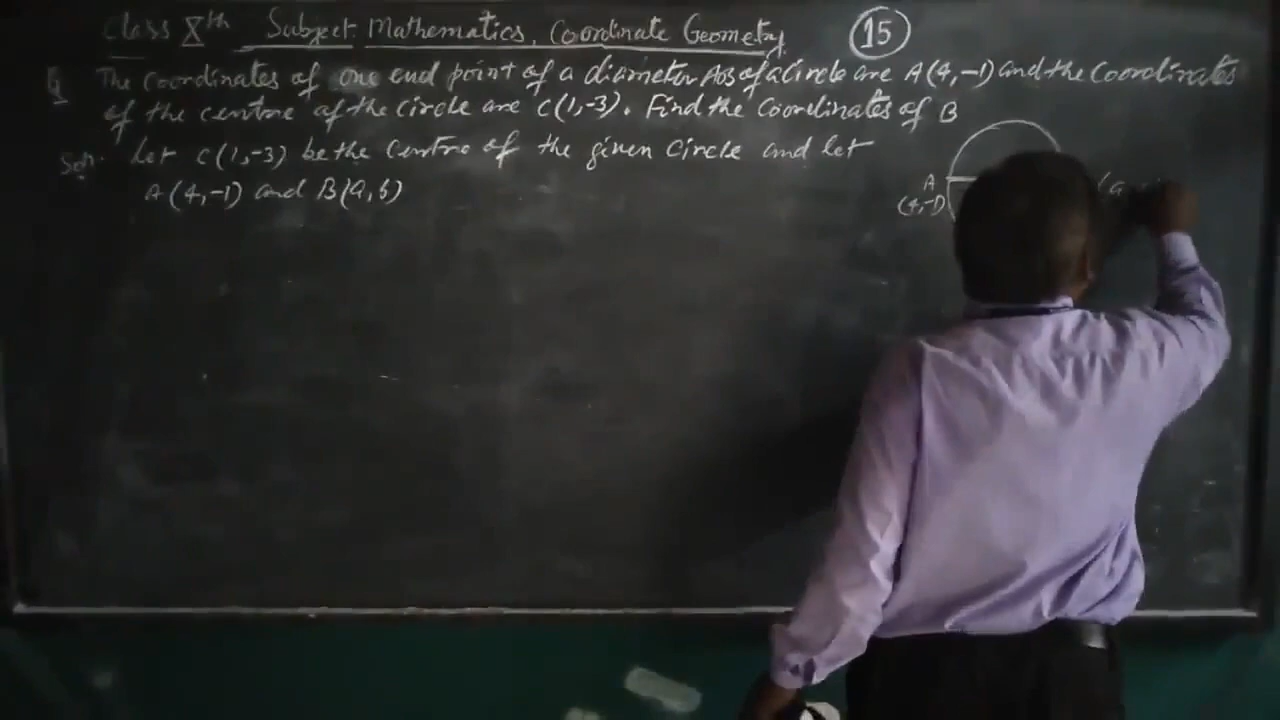 Class Xth Subject Mathematics, Coordinate Geometry 15
Q The Coordinates of one end point of a diameter AOB of a Circle are A(4,-1) and the Coordinates
of the centre of the Circle are C(1,-3). Find the Coordinates of B
Soln. Let C(1,-3) be the Centre of the given Circle and let
A(4,-1) and B(a,b)
A
(4,-1)
(a